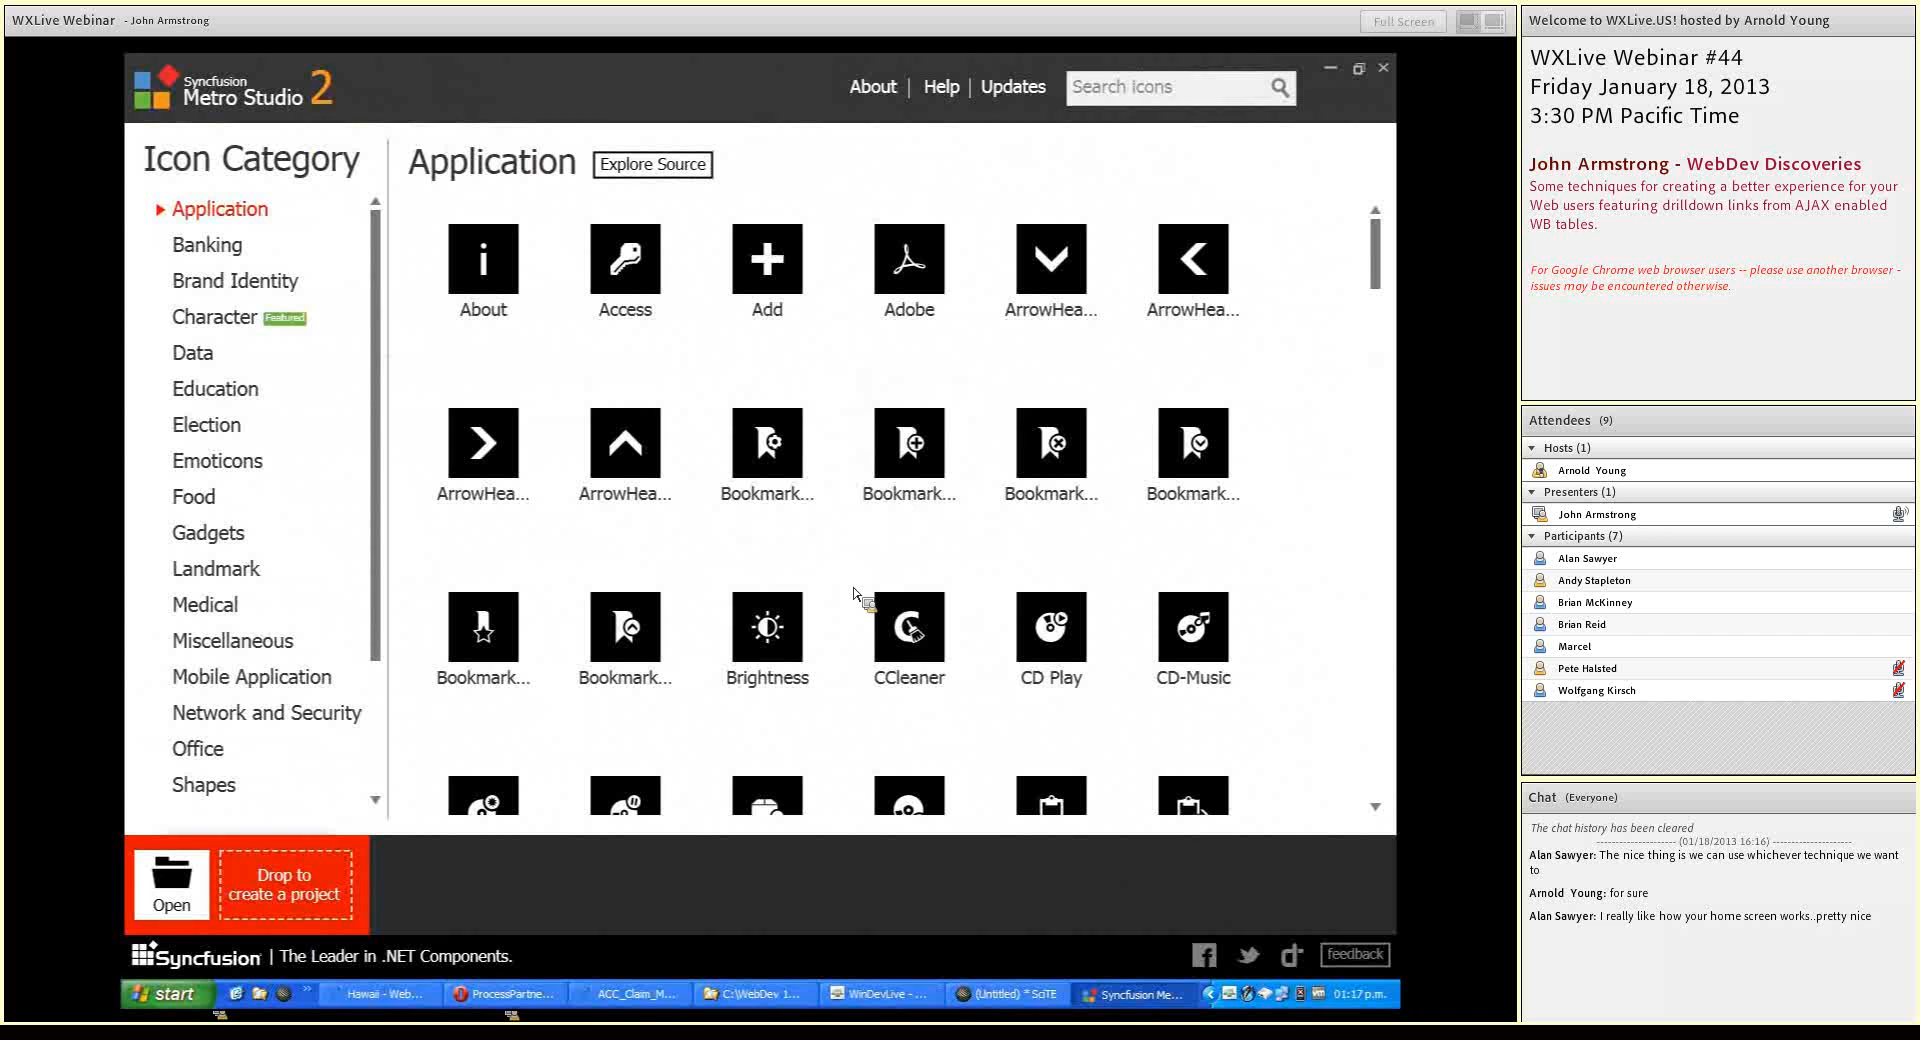 WXLive Webinar - John Armstrong
Full Screen
Syncfusion
Metro Studio 2
About | Help | Updates
Search Icons
Icon Category
Application
Banking
Brand Identity
Character Featured
Data
Education
Election
Emoticons
Food
Gadgets
Landmark
Medical
Miscellaneous
Mobile Application
Network and Security
Office
Shapes
Application Explore Source
About Access Add Adobe ArrowHea... ArrowHea...
ArrowHea... ArrowHea... Bookmark... Bookmark... Bookmark... Bookmark...
Bookmark... Bookmark... Brightness CCleaner CD Play CD-Music
Open
Drop to
create a project
Syncfusion | The Leader in .NET Components.
feedback
start
Hawaii - Web...
ProcessPartne...
ACC_Claim_M...
C:\WebDev 1...
WinDevLive - ...
(Untitled) * SciTE
Syncfusion Me...
01:17 p.m.
Welcome to WXLive.US! hosted by Arnold Young
WXLive Webinar #44
Friday January 18, 2013
3:30 PM Pacific Time
John Armstrong - WebDev Discoveries
Some techniques for creating a better experience for your
Web users featuring drilldown links from AJAX enabled
WB tables.
For Google Chrome web browser users -- please use another browser -
issues may be encountered otherwise.
Attendees (9)
Hosts (1)
Arnold Young
Presenters (1)
John Armstrong
Participants (7)
Alan Sawyer
Andy Stapleton
Brian McKinney
Brian Reid
Marcel
Pete Halsted
Wolfgang Kirsch
Chat (Everyone)
The chat history has been cleared
--------------------- (01/18/2013 16:16) ---------------------
Alan Sawyer: The nice thing is we can use whichever technique we want
to
Arnold Young: for sure
Alan Sawyer: I really like how your home screen works..pretty nice